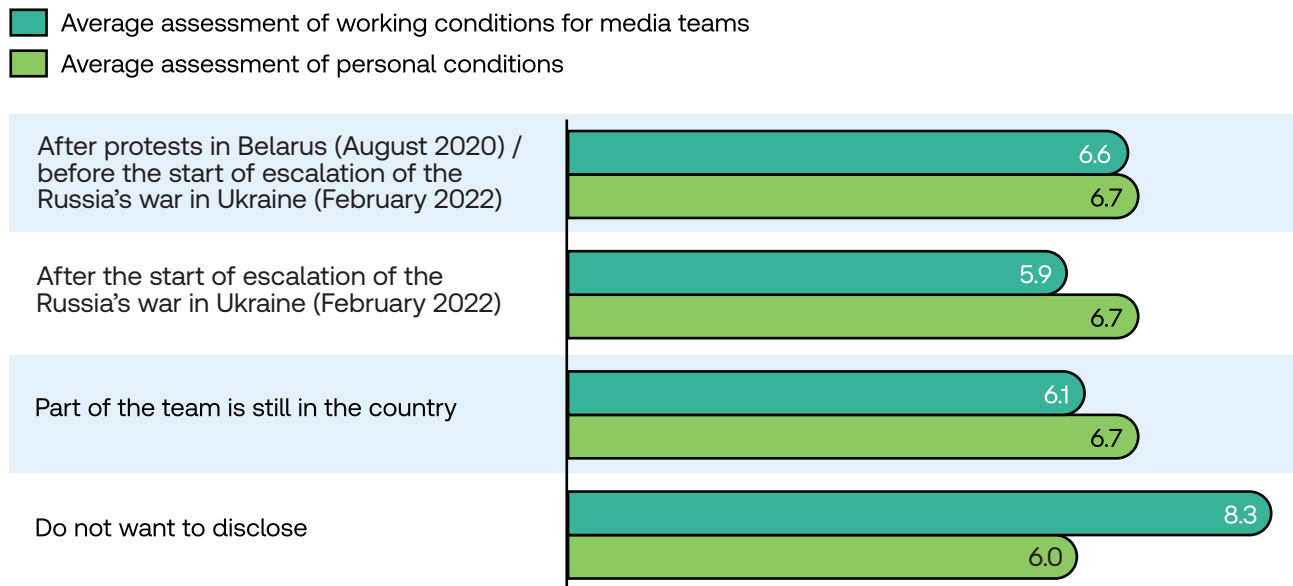 Average assessment of working conditions for media teams
Average assessment of personal conditions
After protests in Belarus (August 2020) /
before the start of escalation of the
Russia’s war in Ukraine (February 2022)
6.6
6.7
After the start of escalation of the
Russia’s war in Ukraine (February 2022)
5.9
6.7
Part of the team is still in the country
6.1
6.7
Do not want to disclose
8.3
6.0